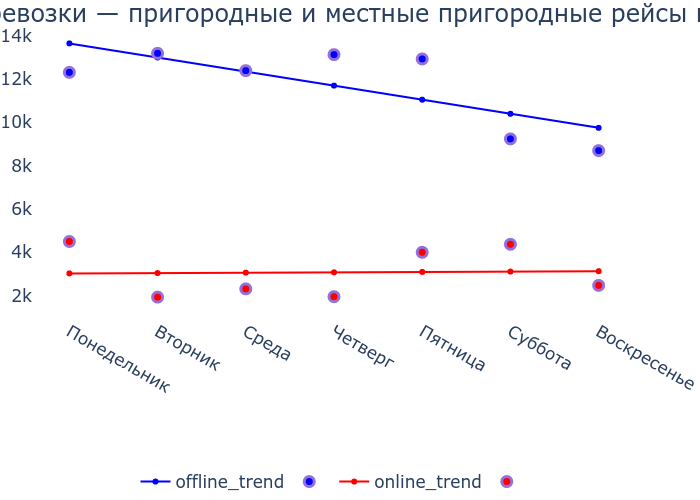 — пригородные и местные пригородные рейсы
14k
12k
10k
8k
6k
4k
2k
Понедельник
Вторник
Среда
Четверг
Пятница
Суббота
Воскресенье
offline_trend
online_trend